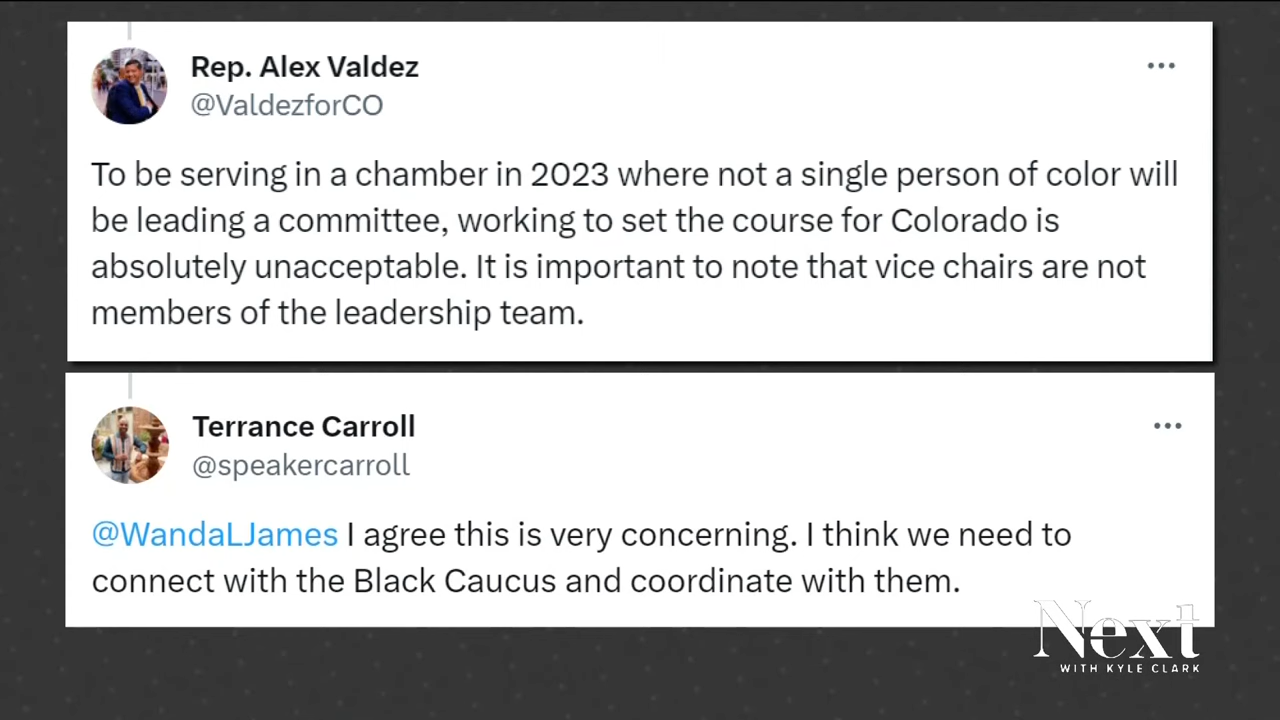 Rep. Alex Valdez
@ValdezforCO
To be serving in a chamber in 2023 where not a single person of color will
be leading a committee, working to set the course for Colorado is
absolutely unacceptable. It is important to note that vice chairs are not
members of the leadership team.
Terrance Carroll
@speakercarroll
@WandaLJames I agree this is very concerning. I think we need to
connect with the Black Caucus and coordinate with them.
Next
WITH KYLE CLARK